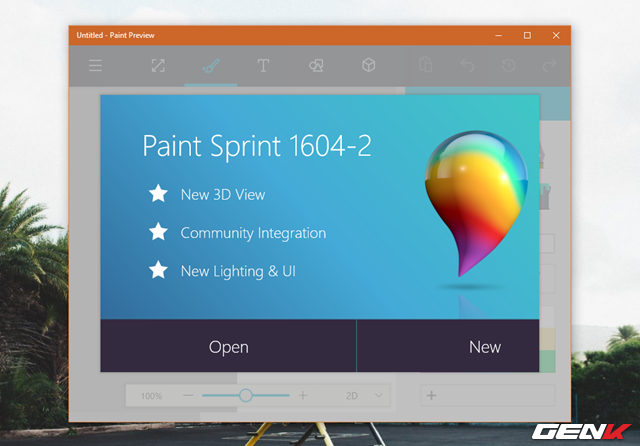 Untitled - Paint Preview
Paint Sprint 1604-2
New 3D View
Community Integration
New Lighting & UI
Open
New
100%
2D
GENK